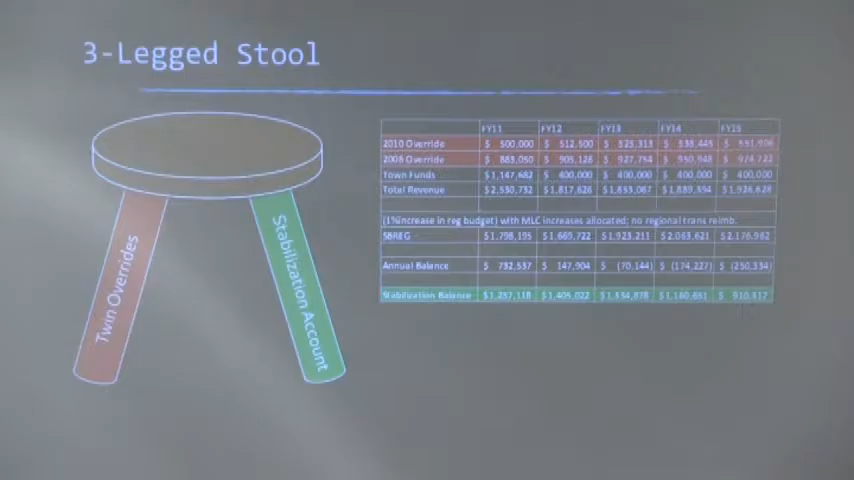 3-Legged Stool
Twin Overrides
Stabilization Account
FY11 FY12 FY13 FY14 FY15
2010 Override $ 500,000 $ 512,500 $ 525,313 $ 538,445 $ 551,906
2008 Override $ 883,050 $ 905,126 $ 927,754 $ 950,948 $ 974,722
Town Funds $1,147,682 $ 400,000 $ 400,000 $ 400,000 $ 400,000
Total Revenue $2,530,732 $1,817,626 $1,853,067 $1,889,394 $1,926,628
(1%increase in reg budget) with MLC increases allocated; no regional trans reimb.
SBREG $1,798,195 $1,669,722 $1,923,211 $2,063,621 $2,176,962
Annual Balance $ 732,537 $ 147,904 $ (70,144) $ (174,227) $ (250,334)
Stabilization Balance $1,257,118 $1,405,022 $1,334,878 $1,160,651 $ 910,317